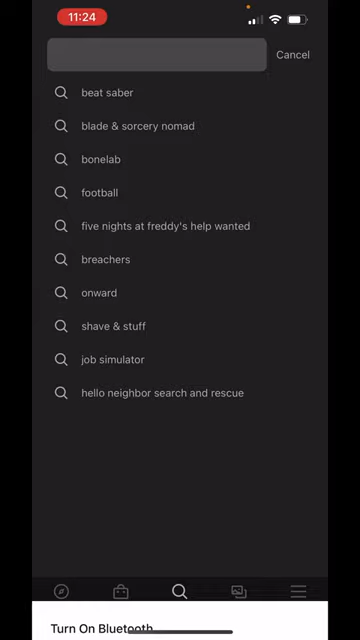 11:24
Cancel
beat saber
blade & sorcery nomad
bonelab
football
five nights at freddy's help wanted
breachers
onward
shave & stuff
job simulator
hello neighbor search and rescue
Turn On Bluetooth